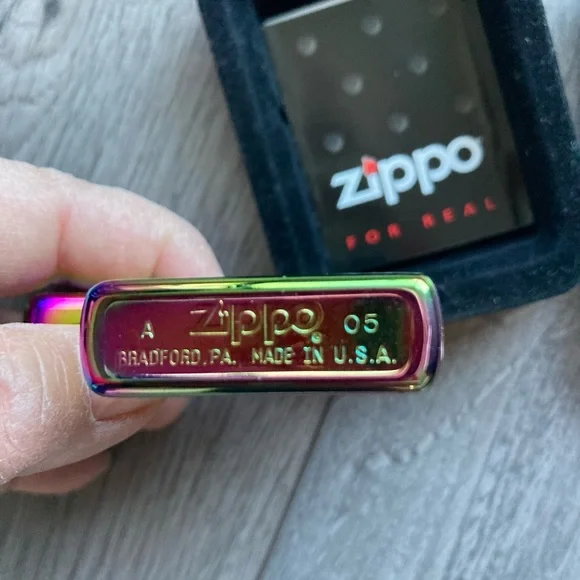 zippo
FOR REAL
A zippo 05
BRADFORD, PA. MADE IN U.S.A.